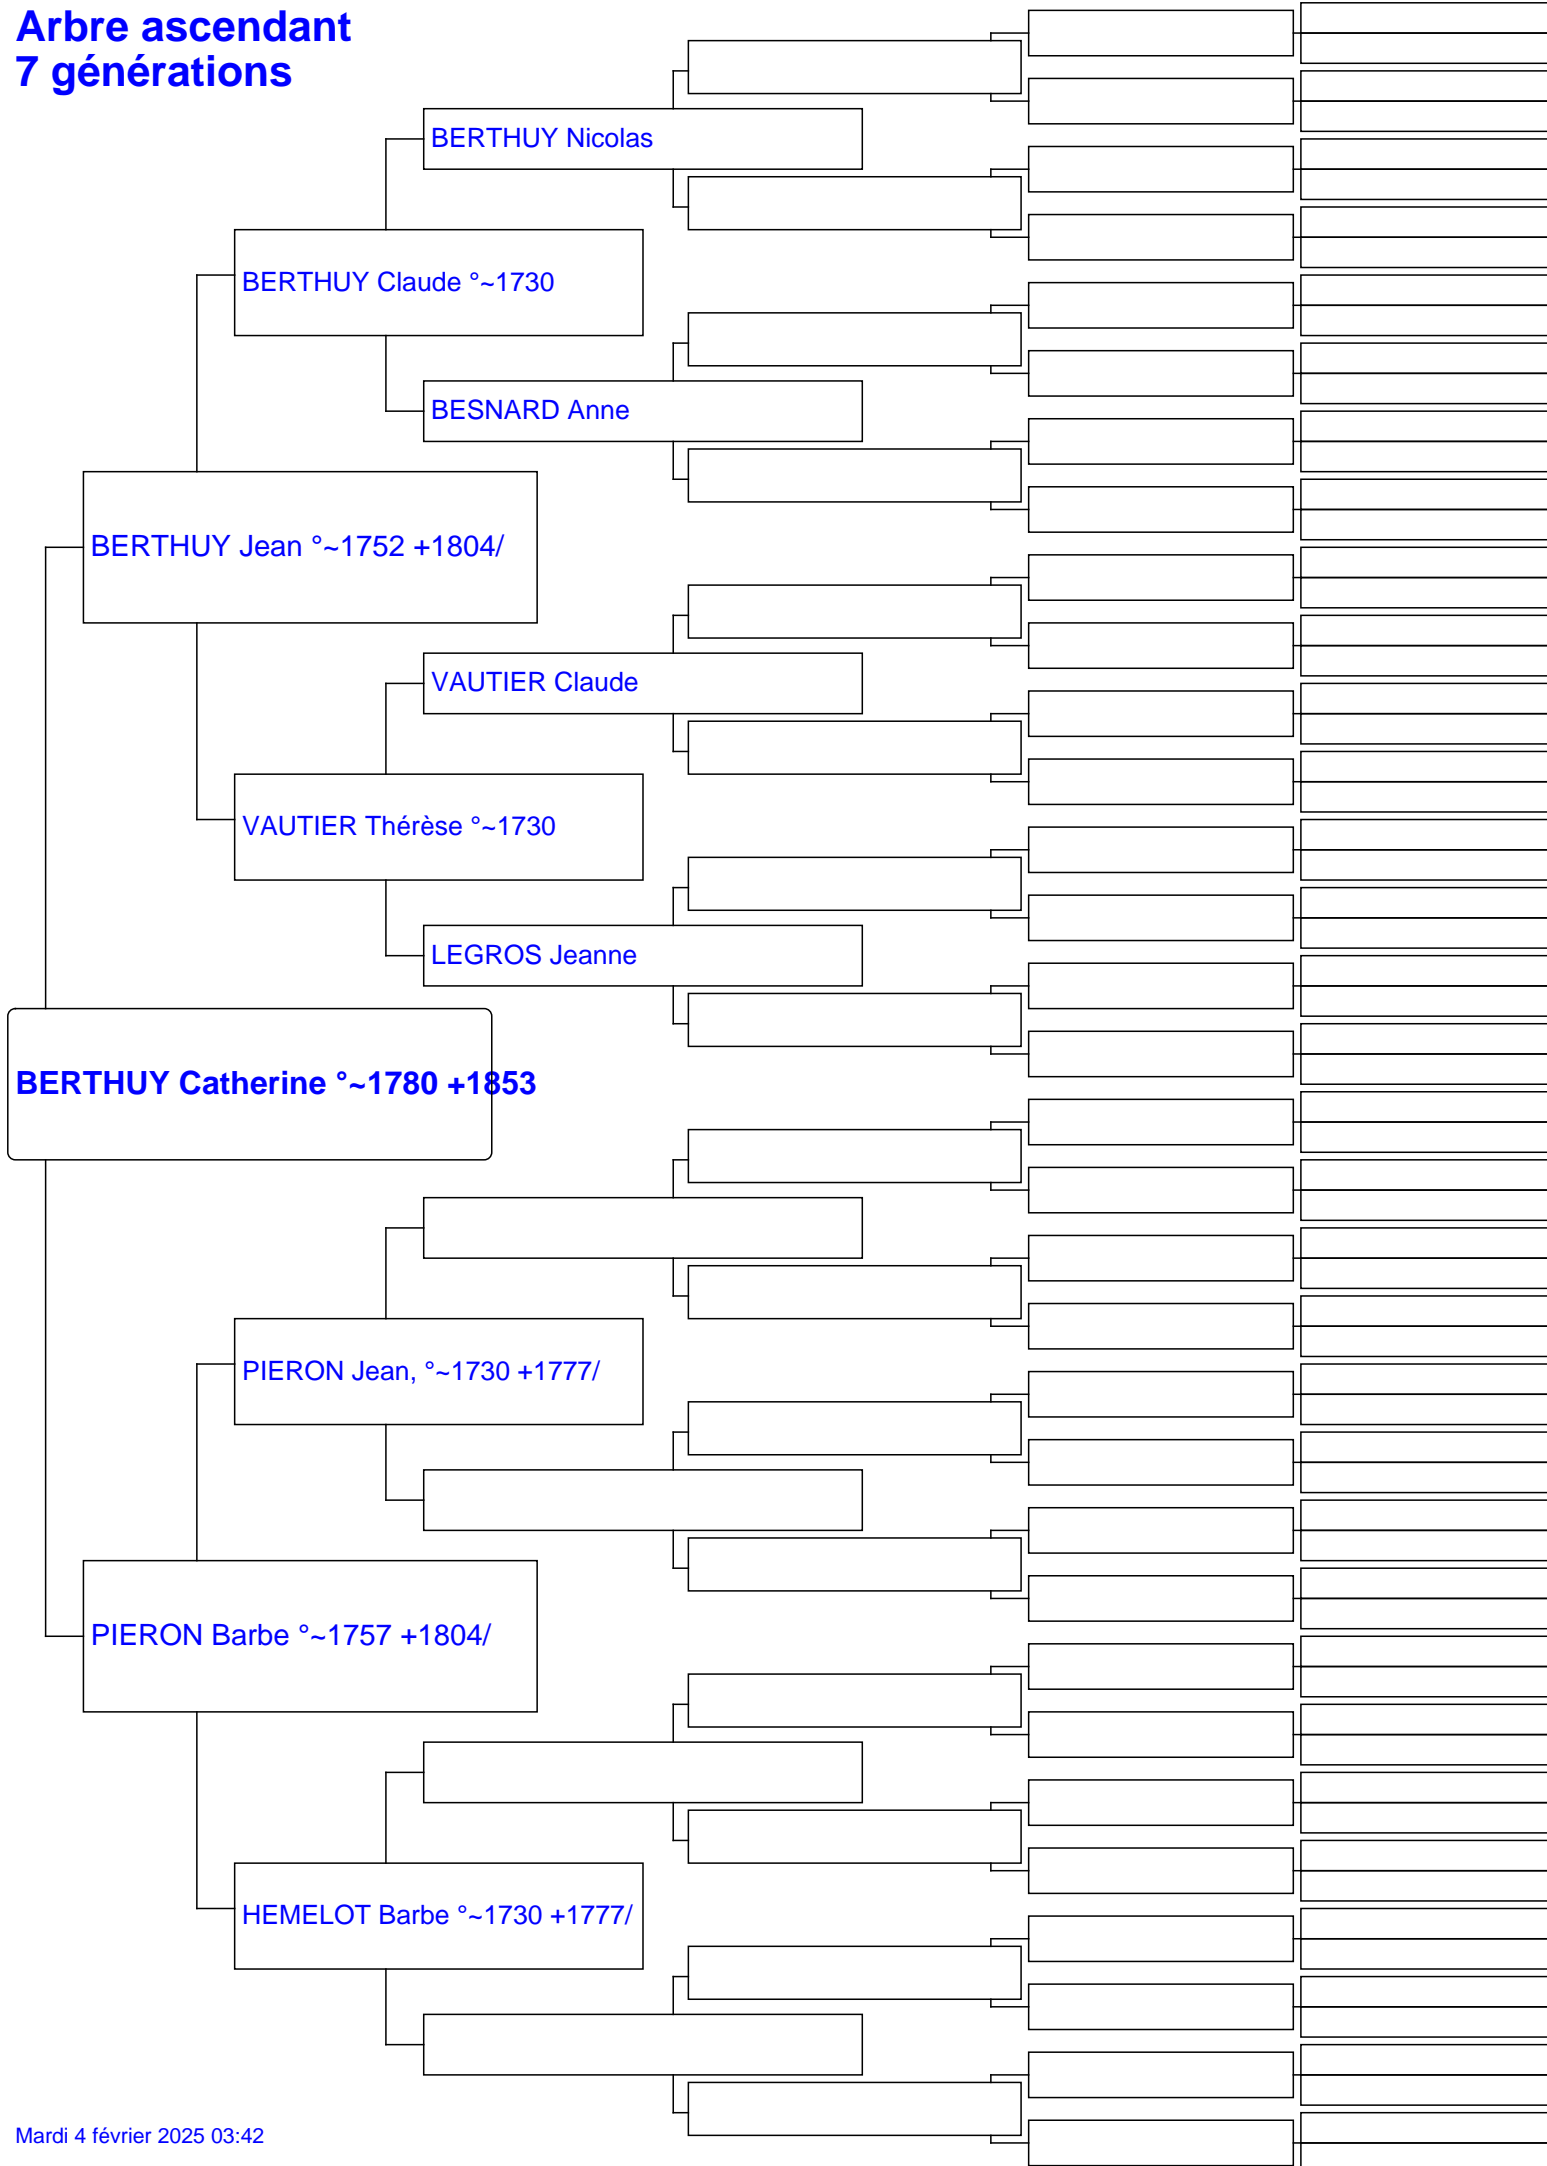 Arbre ascendant
7 générations
BERTHUY Nicolas
BERTHUY Claude °~1730
BESNARD Anne
BERTHUY Jean °~1752 +1804/
VAUTIER Claude
VAUTIER Thérèse °~1730
LEGROS Jeanne
BERTHUY Catherine °~1780 +1853
PIERON Jean, °~1730 +1777/
PIERON Barbe °~1757 +1804/
HEMELOT Barbe °~1730 +1777/
Mardi 4 février 2025 03:42